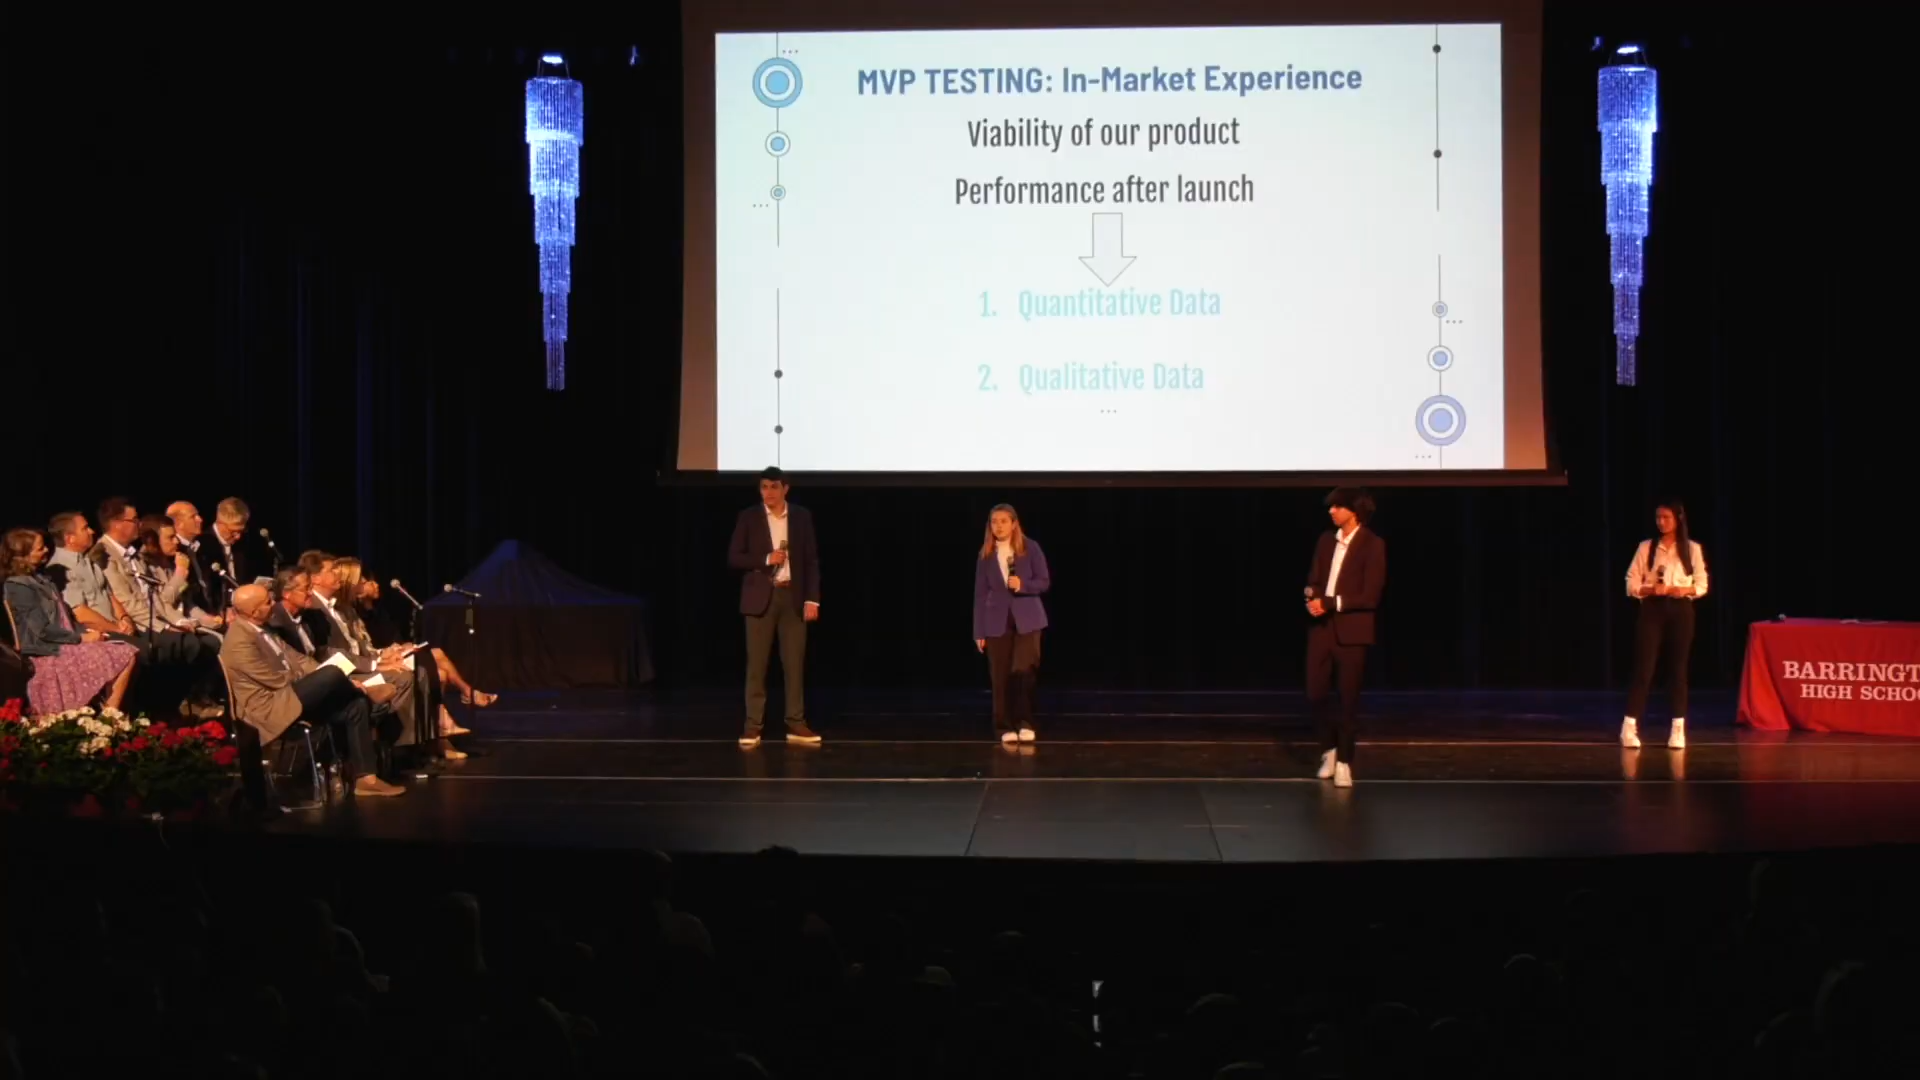 MVP TESTING: In-Market Experience
Viability of our product
Performance after launch
1. Quantitative Data
2. Qualitative Data
BARRINGT
HIGH SCHO